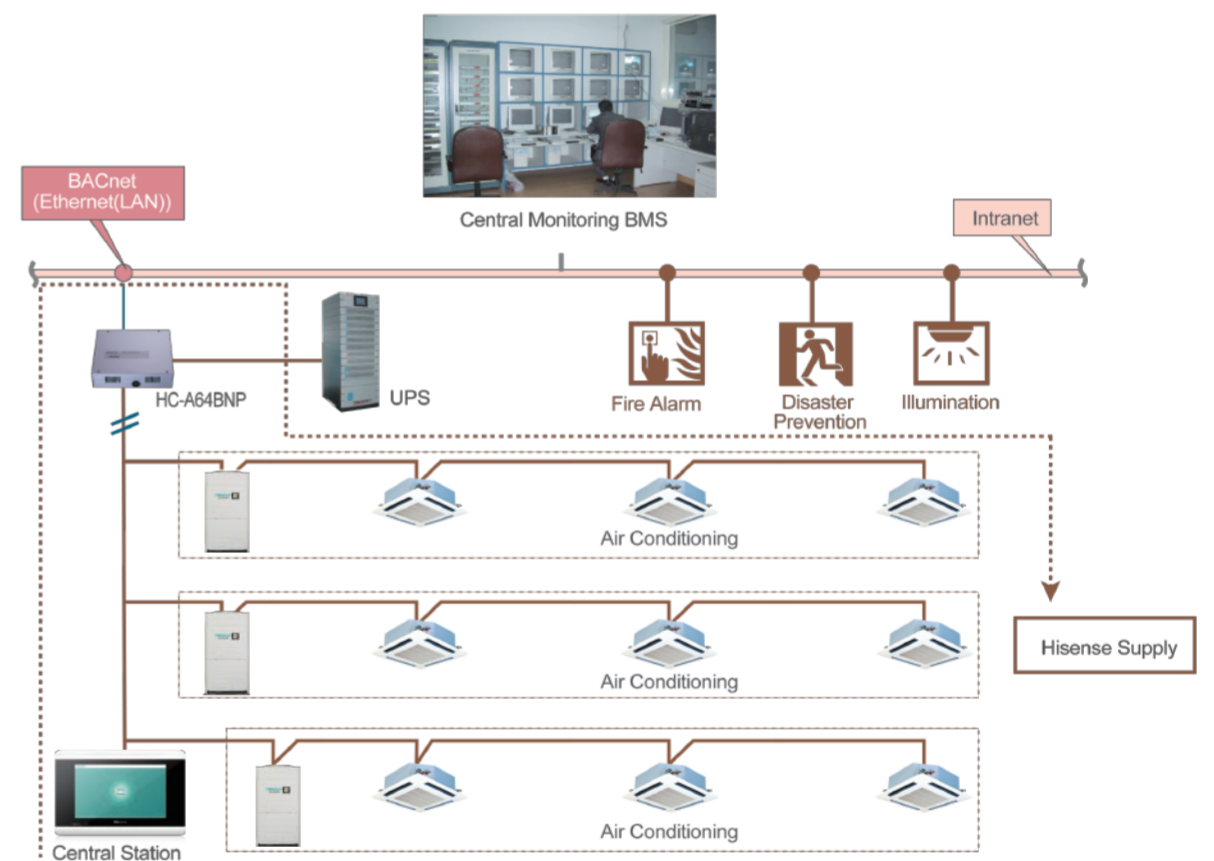 Central Monitoring BMS
BACnet
(Ethernet(LAN))
Intranet
HC-A64BNP
UPS
Fire Alarm
Disaster
Prevention
Illumination
Air Conditioning
Air Conditioning
Hisense Supply
Air Conditioning
Central Station